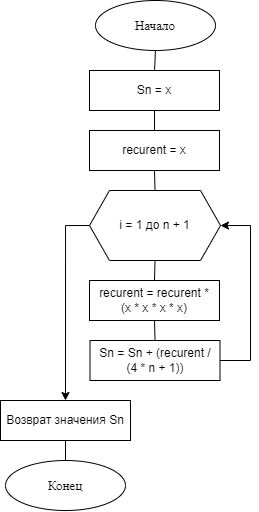 Начало
Sn = x
recurent = x
i = 1 до n + 1
recurent = recurent *
(x * x * x * x)
Sn = Sn + (recurent /
(4 * n + 1))
Возврат значения Sn
Конец